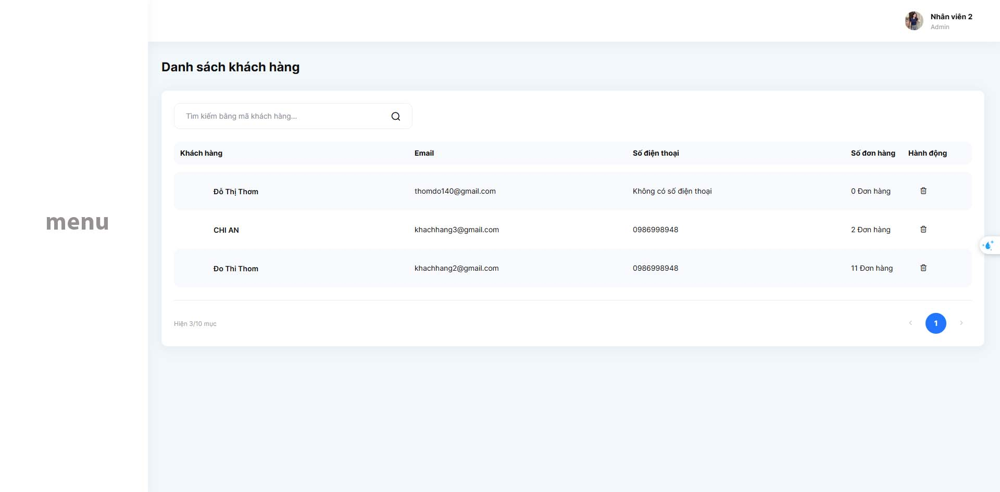 Nhân viên 2
Admin
Danh sách khách hàng
Tìm kiếm bằng mã khách hàng...
Khách hàng Email Số điện thoại Số đơn hàng Hành động
Đỗ Thị Thơm thomdo140@gmail.com Không có số điện thoại 0 Đơn hàng
menu
CHI AN khachhang3@gmail.com 0986998948 2 Đơn hàng
Đo Thi Thom khachhang2@gmail.com 0986998948 11 Đơn hàng
Hiện 3/10 mục
1